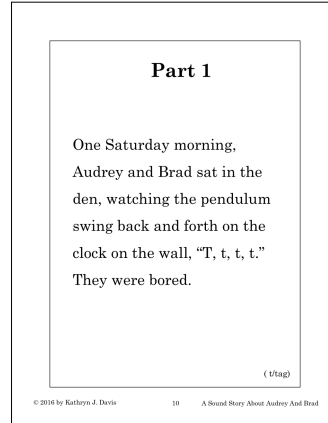 Part 1
One Saturday morning,
Audrey and Brad sat in the
den, watching the pendulum
swing back and forth on the
clock on the wall, “T, t, t, t.”
They were bored.
( t/tag)
© 2016 by Kathryn J. Davis 10 A Sound Story About Audrey And Brad